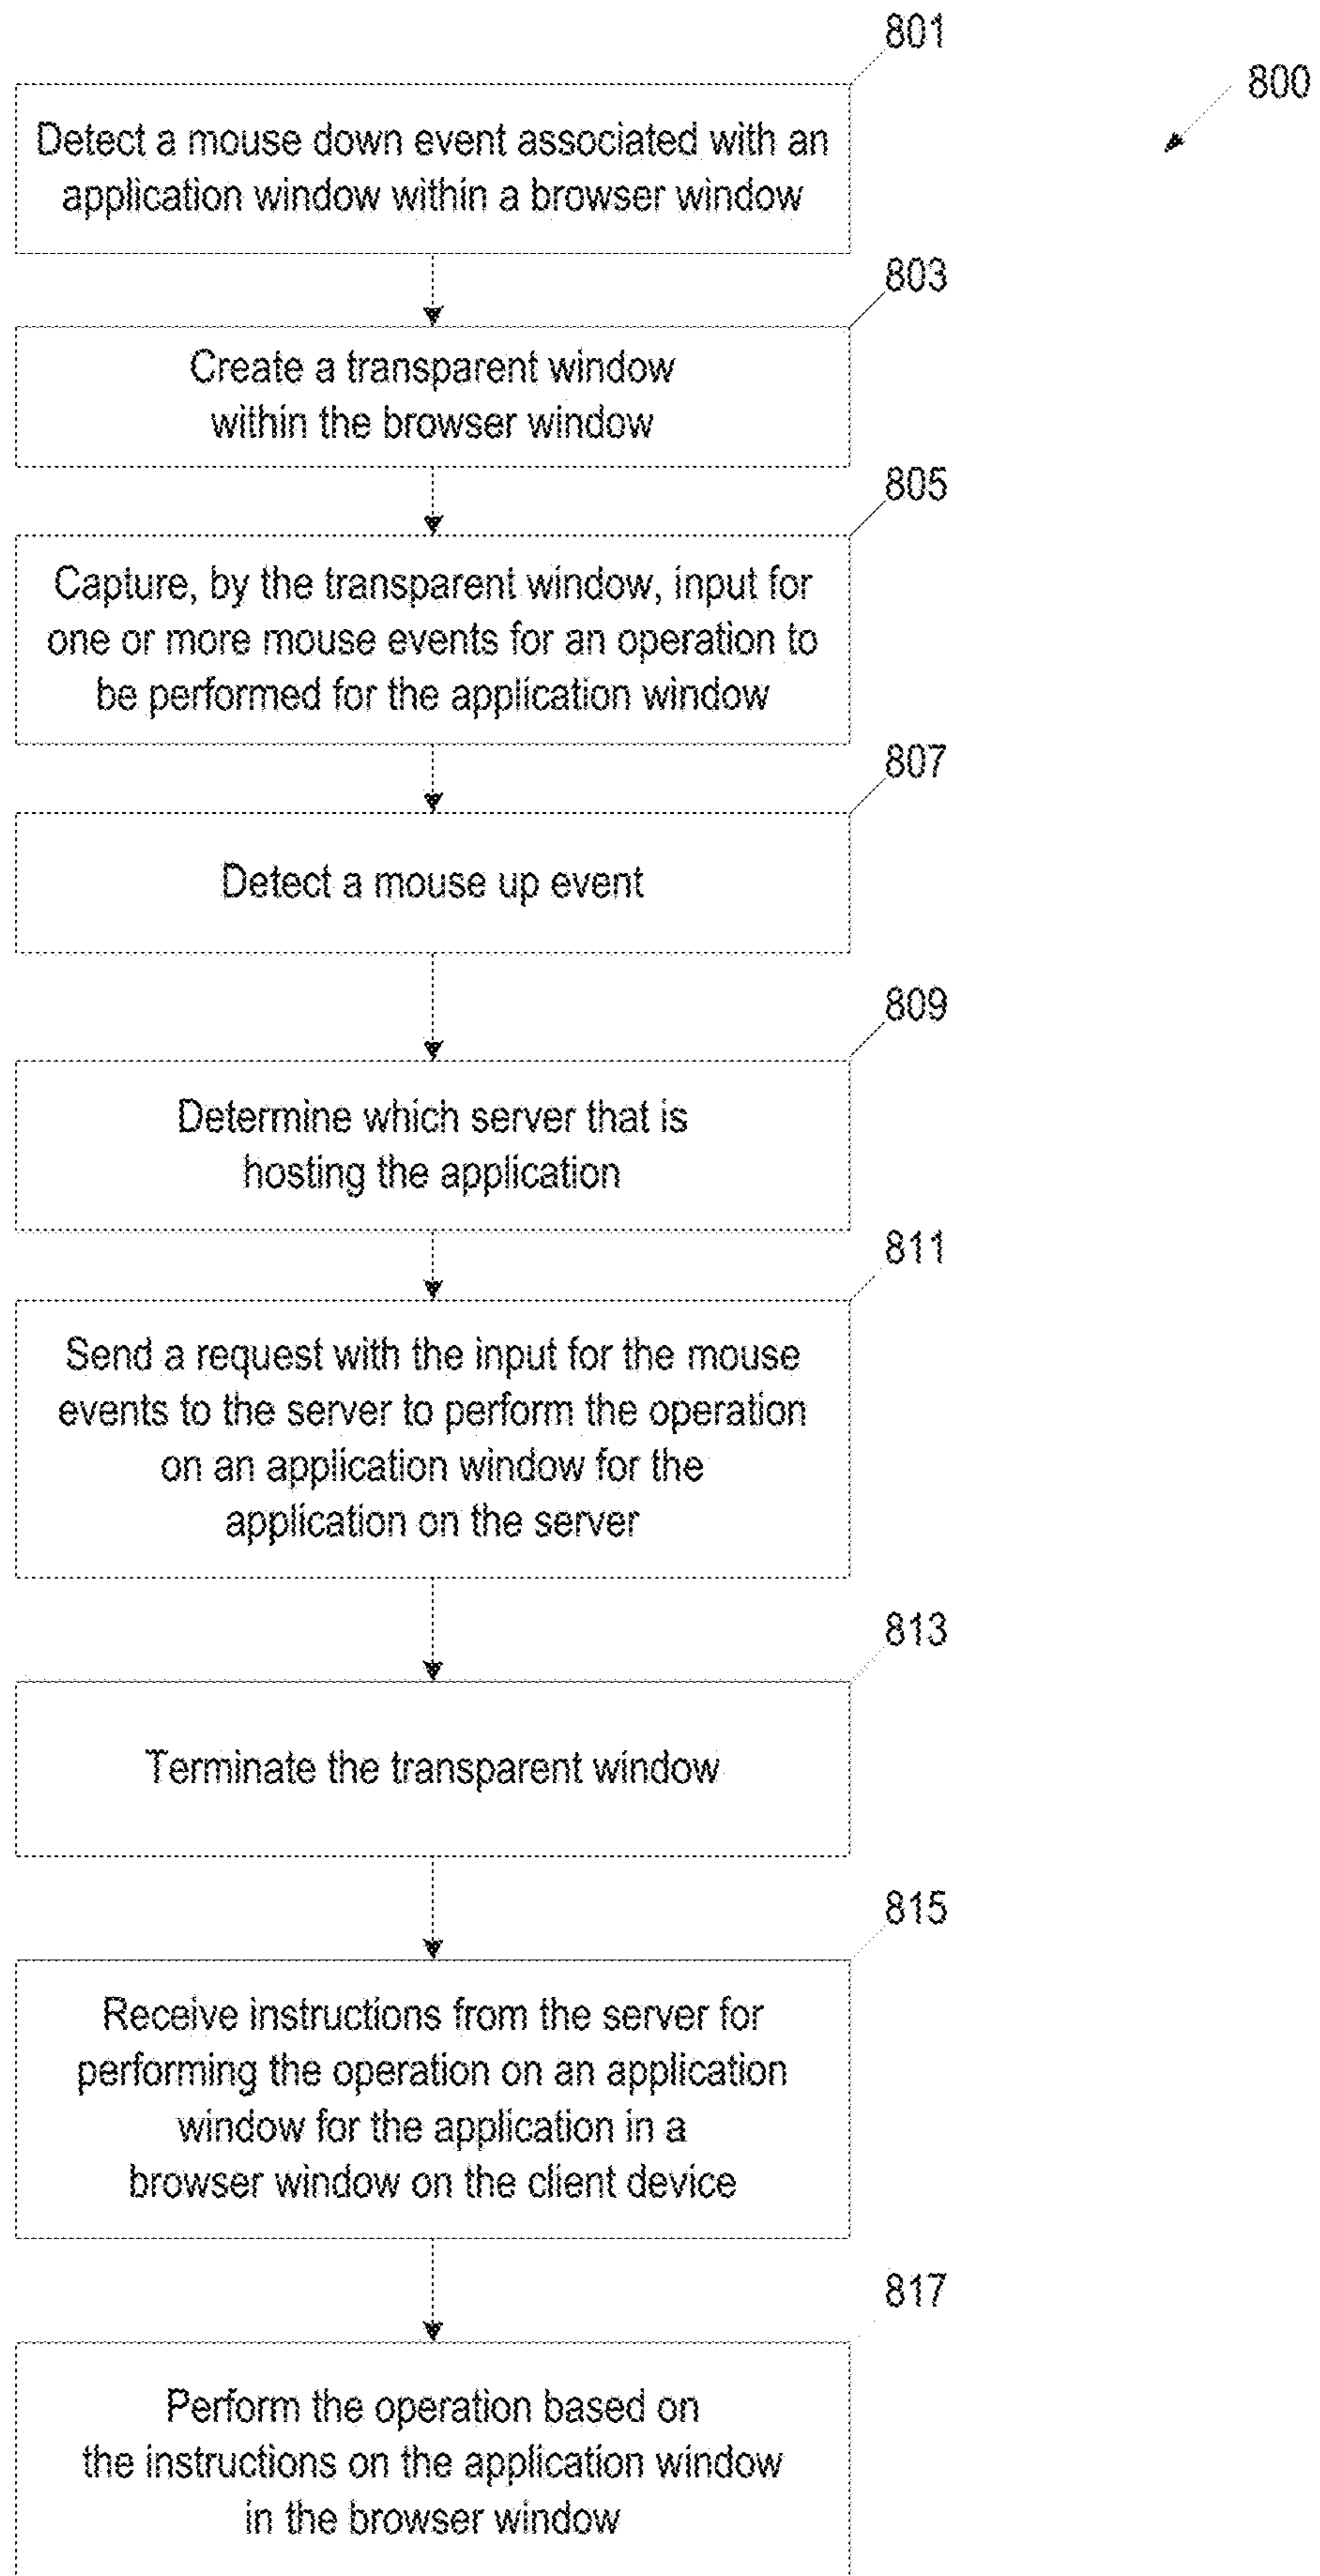 801
800
Detect a mouse down event associated with an
application window within a browser window
803
Create a transparent window
within the browser window
805
Capture, by the transparent window, input for
one or more mouse events for an operation to
be performed for the application window
807
Detect a mouse up event
809
Determine which server that is
hosting the application
811
Send a request with the input for the mouse
events to the server to perform the operation
on an application window for the
application on the server
813
Terminate the transparent window
815
Receive instructions from the server for
performing the operation on an application
window for the application in a
browser window on the client device
817
Perform the operation based on
the instructions on the application window
in the browser window